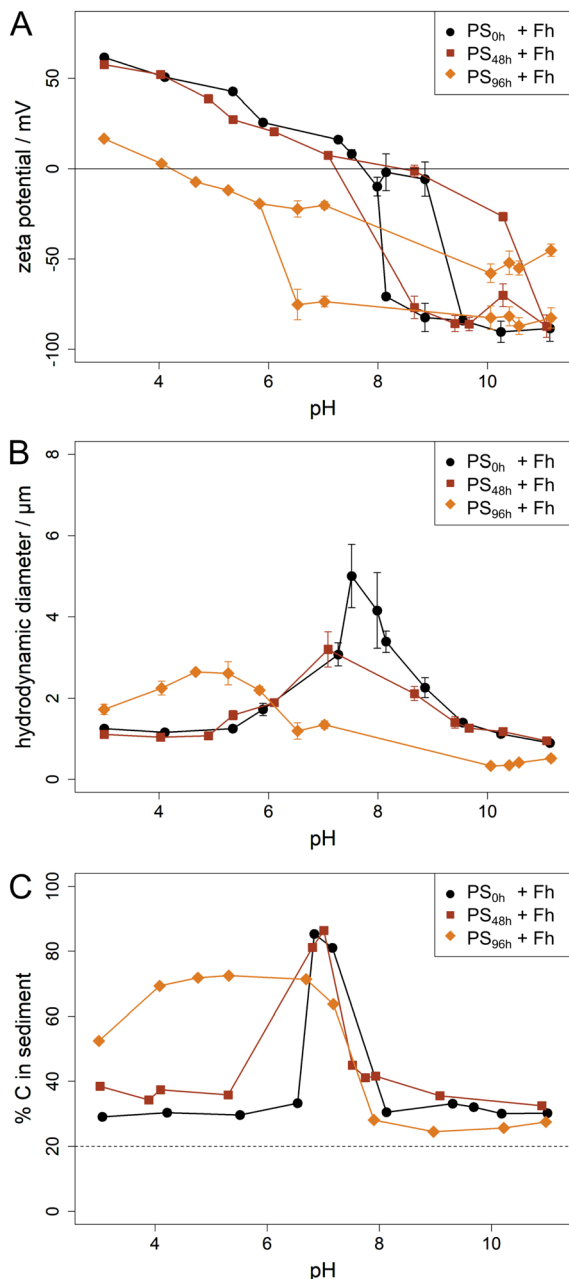 A
PS0h + Fh
PS48h + Fh
PS96h + Fh
zeta potential / mV
50
0
-50
-100
4 6 8 10
pH
B
PS0h + Fh
PS48h + Fh
PS96h + Fh
hydrodynamic diameter / µm
8
6
4
2
0
4 6 8 10
pH
C
PS0h + Fh
PS48h + Fh
PS96h + Fh
% C in sediment
100
80
60
40
20
0
4 6 8 10
pH